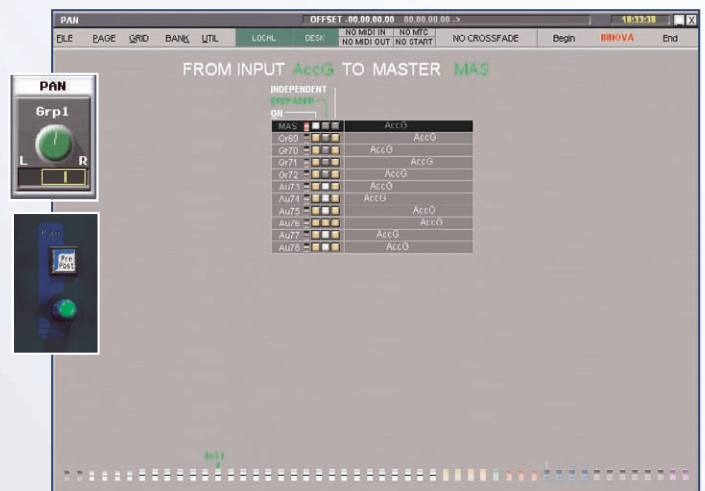 PAN
OFFSET -00.00.00.00 00.00.00.00 ->
18:33:38
X
FILE PAGE GRID BANK UTIL
LOCAL DESK
NO MIDI IN NO MTC
NO MIDI OUT NO START
NO CROSSFADE
Begin
INNOVA
End
FROM INPUT AccG TO MASTER MAS
INDEPENDENT
ON
MAS AccG
Gr69 AccG
Gr70 AccG
Gr71 AccG
Gr72 AccG
Au73 AccG
Au74 AccG
Au75 AccG
Au76 AccG
Au77 AccG
Au78 AccG
PAN
Grp1
L R
Pre
Post